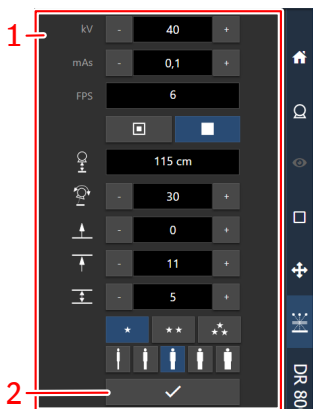 1
kV - 40 +
mAs - 0,1 +
FPS 6
115 cm
- 30 +
- 0 +
- 11 +
- 5 +
2
DR 80